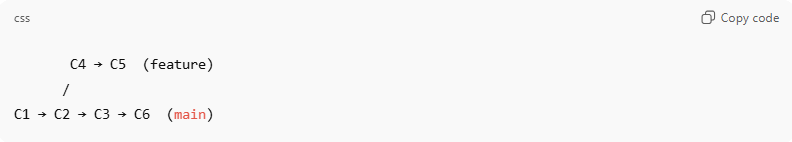 css
Copy code
C4 → C5 (feature)
/
C1 → C2 → C3 → C6 (main)